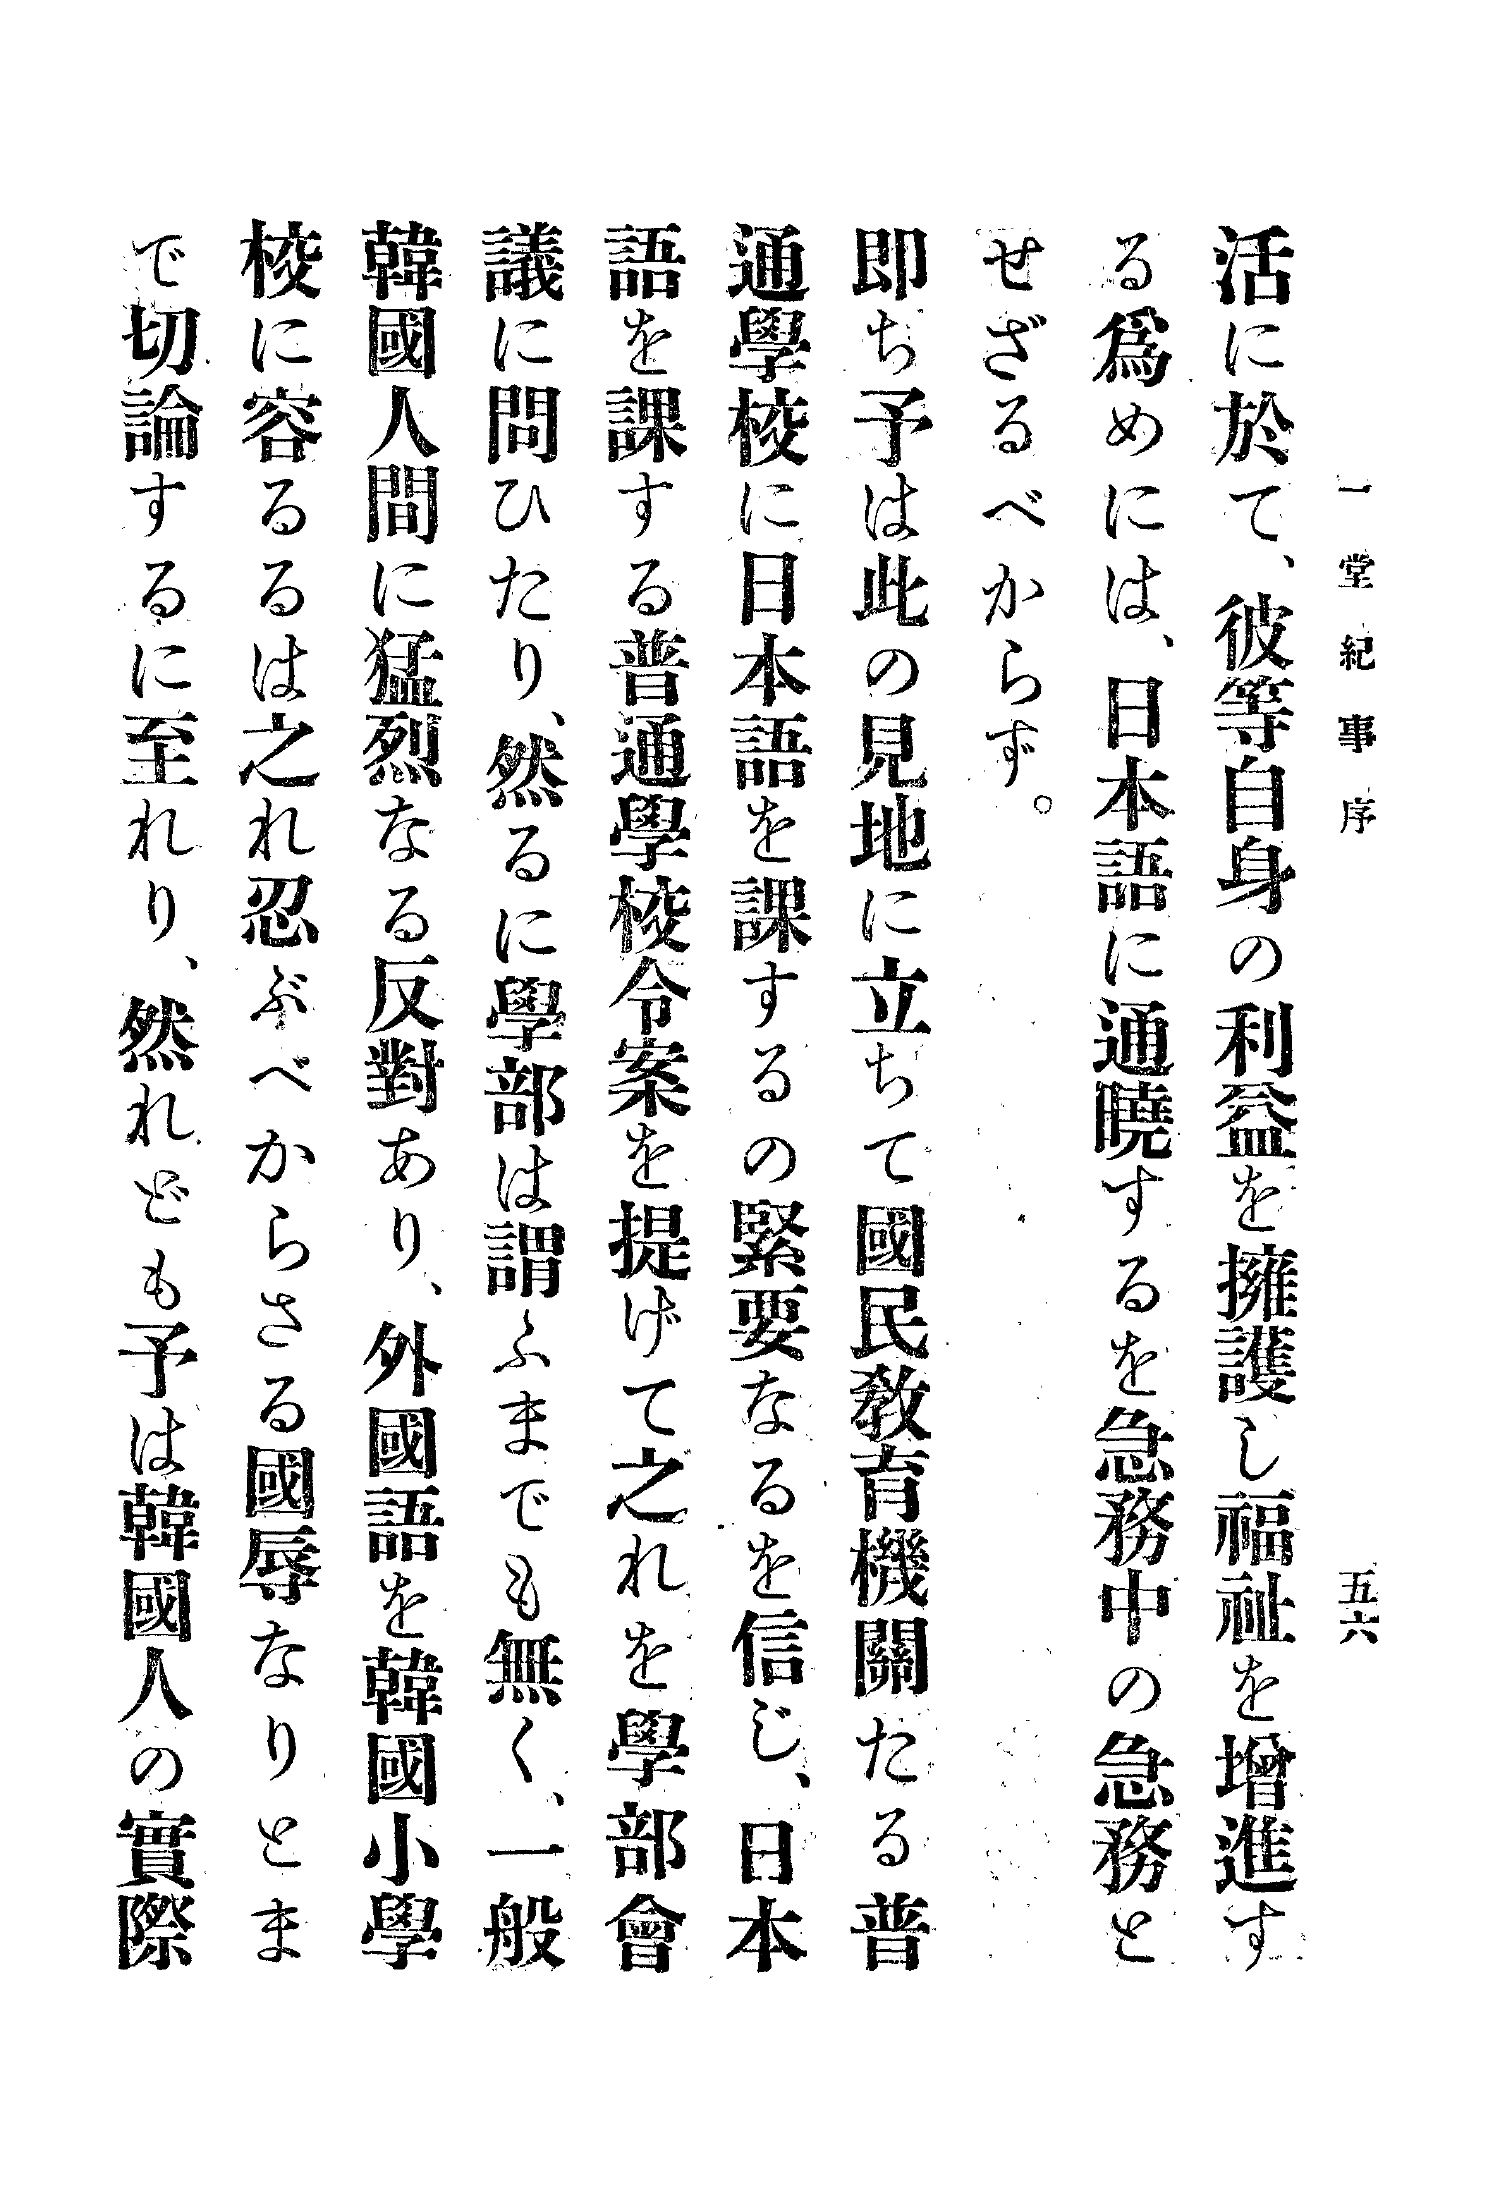 一堂紀事序　五六
活に於て、彼等自身の利益を擁護し福祉を增進す
る爲めには、日本語に通曉するを急務中の急務と
せざるべからず。
即ち予は此の見地に立ちて國民敎育機關たる普
通學校に日本語を課するの緊要なるを信じ、日本
語を課する普通學校令案を提げて之れを學部會
議に問ひたり、然るに學部は謂ふまでも無く、一般
韓國人間に猛烈なる反對あり、外國語を韓國小學
校に容るるは之れ忍ぶべからさる國辱なりとま
で切論するに至れり、然れども予は韓國人の實際